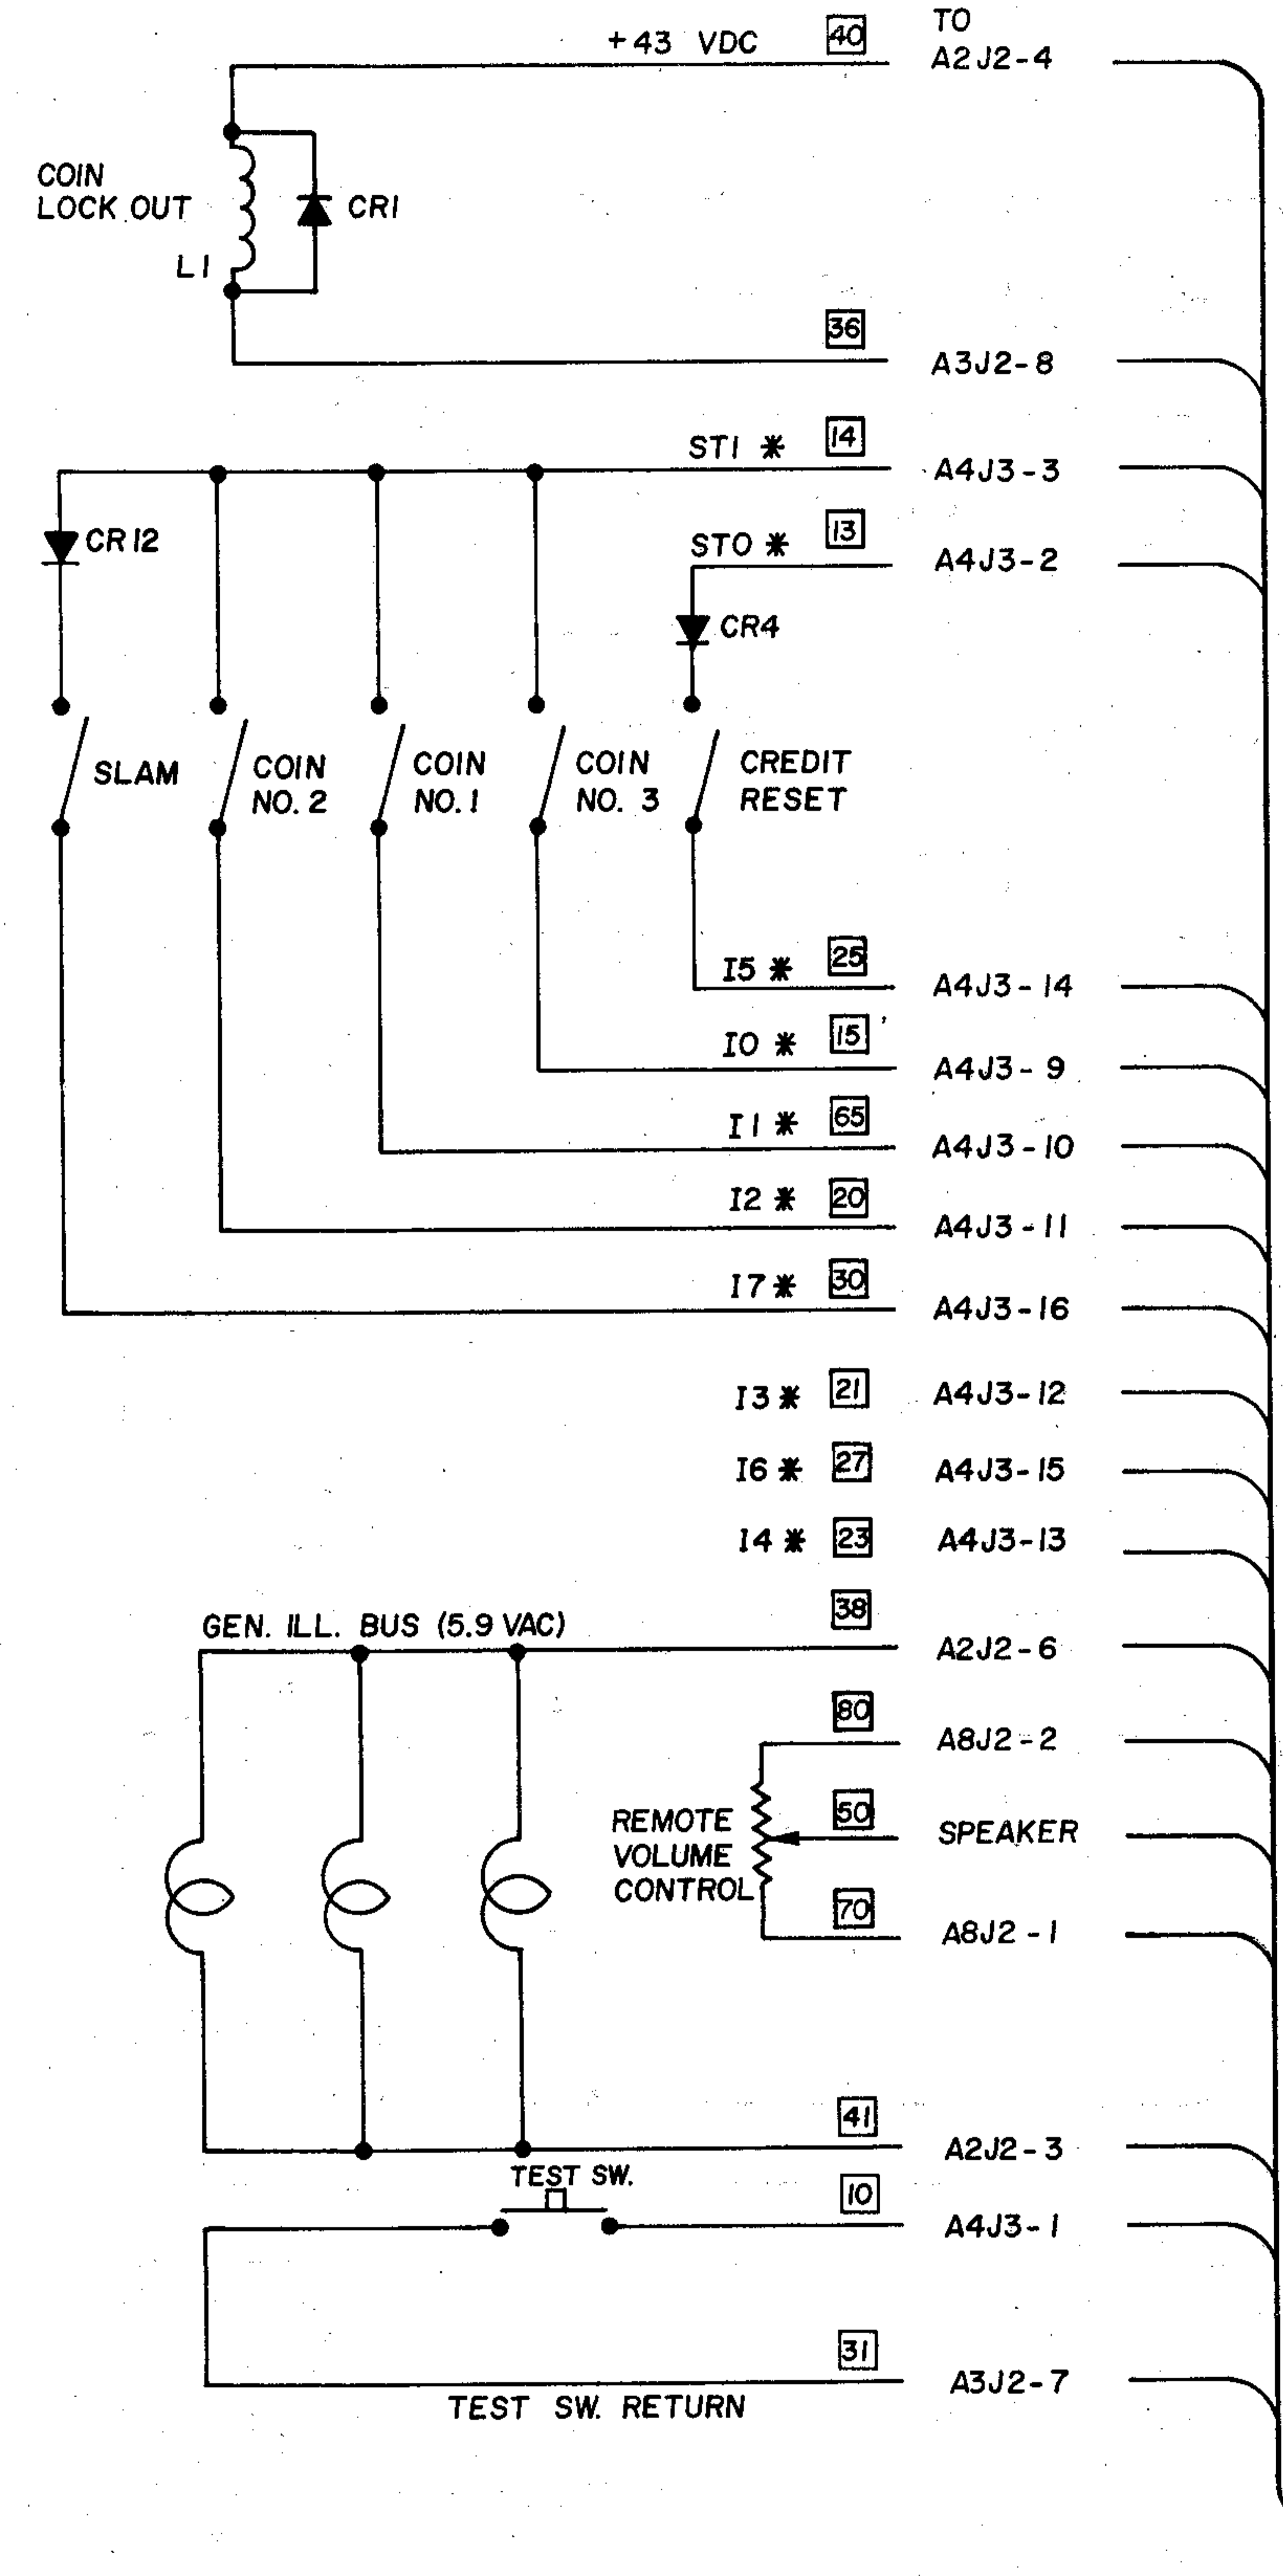 TO
+43 VDC 40 A2J2-4
COIN
LOCK OUT
CR1
L1
36 A3J2-8
ST1 * 14 A4J3-3
CR12
ST0 * 13 A4J3-2
CR4
SLAM
COIN
NO. 2
COIN
NO. 1
COIN
NO. 3
CREDIT
RESET
I5 * 25 A4J3-14
I0 * 15 A4J3-9
I1 * 65 A4J3-10
I2 * 20 A4J3-11
I7 * 30 A4J3-16
I3 * 21 A4J3-12
I6 * 27 A4J3-15
I4 * 23 A4J3-13
GEN. ILL. BUS (5.9 VAC) 38 A2J2-6
80 A8J2-2
REMOTE
VOLUME
CONTROL
50 SPEAKER
70 A8J2-1
41 A2J2-3
TEST SW.
10 A4J3-1
31 A3J2-7
TEST SW. RETURN